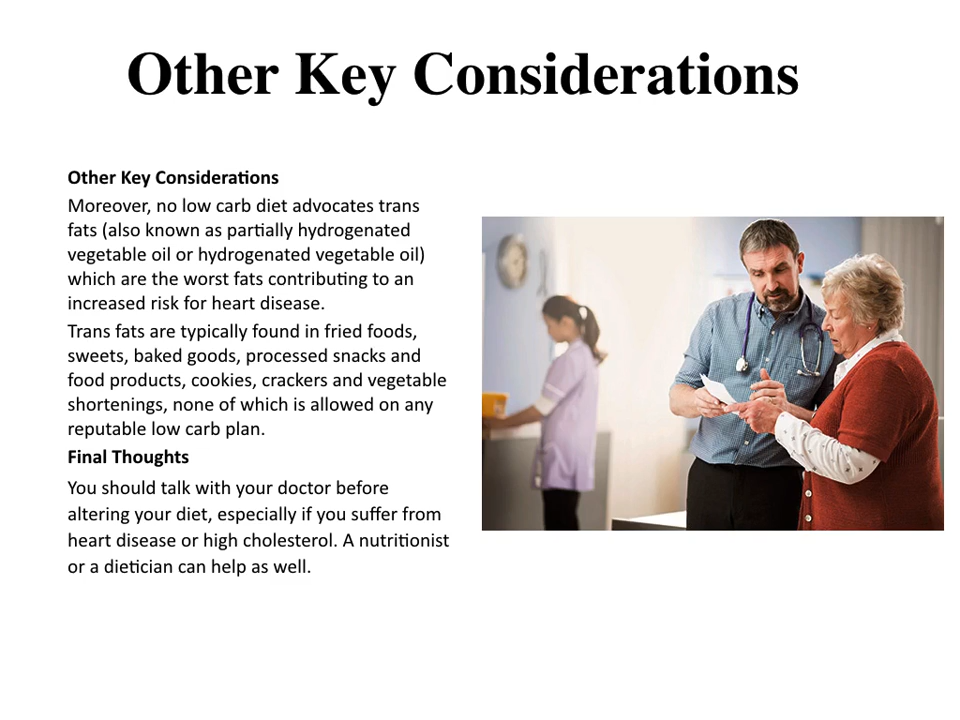 Other Key Considerations
Other Key Considerations
Moreover, no low carb diet advocates trans
fats (also known as partially hydrogenated
vegetable oil or hydrogenated vegetable oil)
which are the worst fats contributing to an
increased risk for heart disease.
Trans fats are typically found in fried foods,
sweets, baked goods, processed snacks and
food products, cookies, crackers and vegetable
shortenings, none of which is allowed on any
reputable low carb plan.
Final Thoughts
You should talk with your doctor before
altering your diet, especially if you suffer from
heart disease or high cholesterol. A nutritionist
or a dietician can help as well.